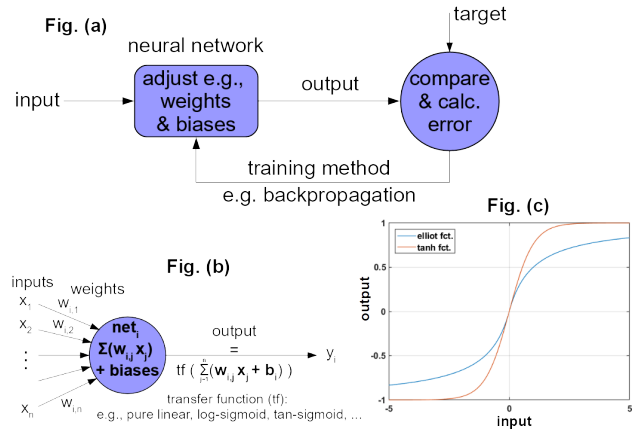 Fig. (a)
target
neural network
input
adjust e.g.,
weights
& biases
output
compare
& calc.
error
training method
e.g. backpropagation
Fig. (b)
inputs
weights
x1
wi,1
x2
wi,2
⋮
xn
wi,n
neti
Σ(wi,j xj)
+ biases
output
=
tf ( Σ(wi,j xj + bi) )
n
j=1
yi
transfer function (tf):
e.g., pure linear, log-sigmoid, tan-sigmoid, ...
Fig. (c)
elliot fct.
tanh fct.
output
1
0.5
0
-0.5
-1
-5
0
5
input